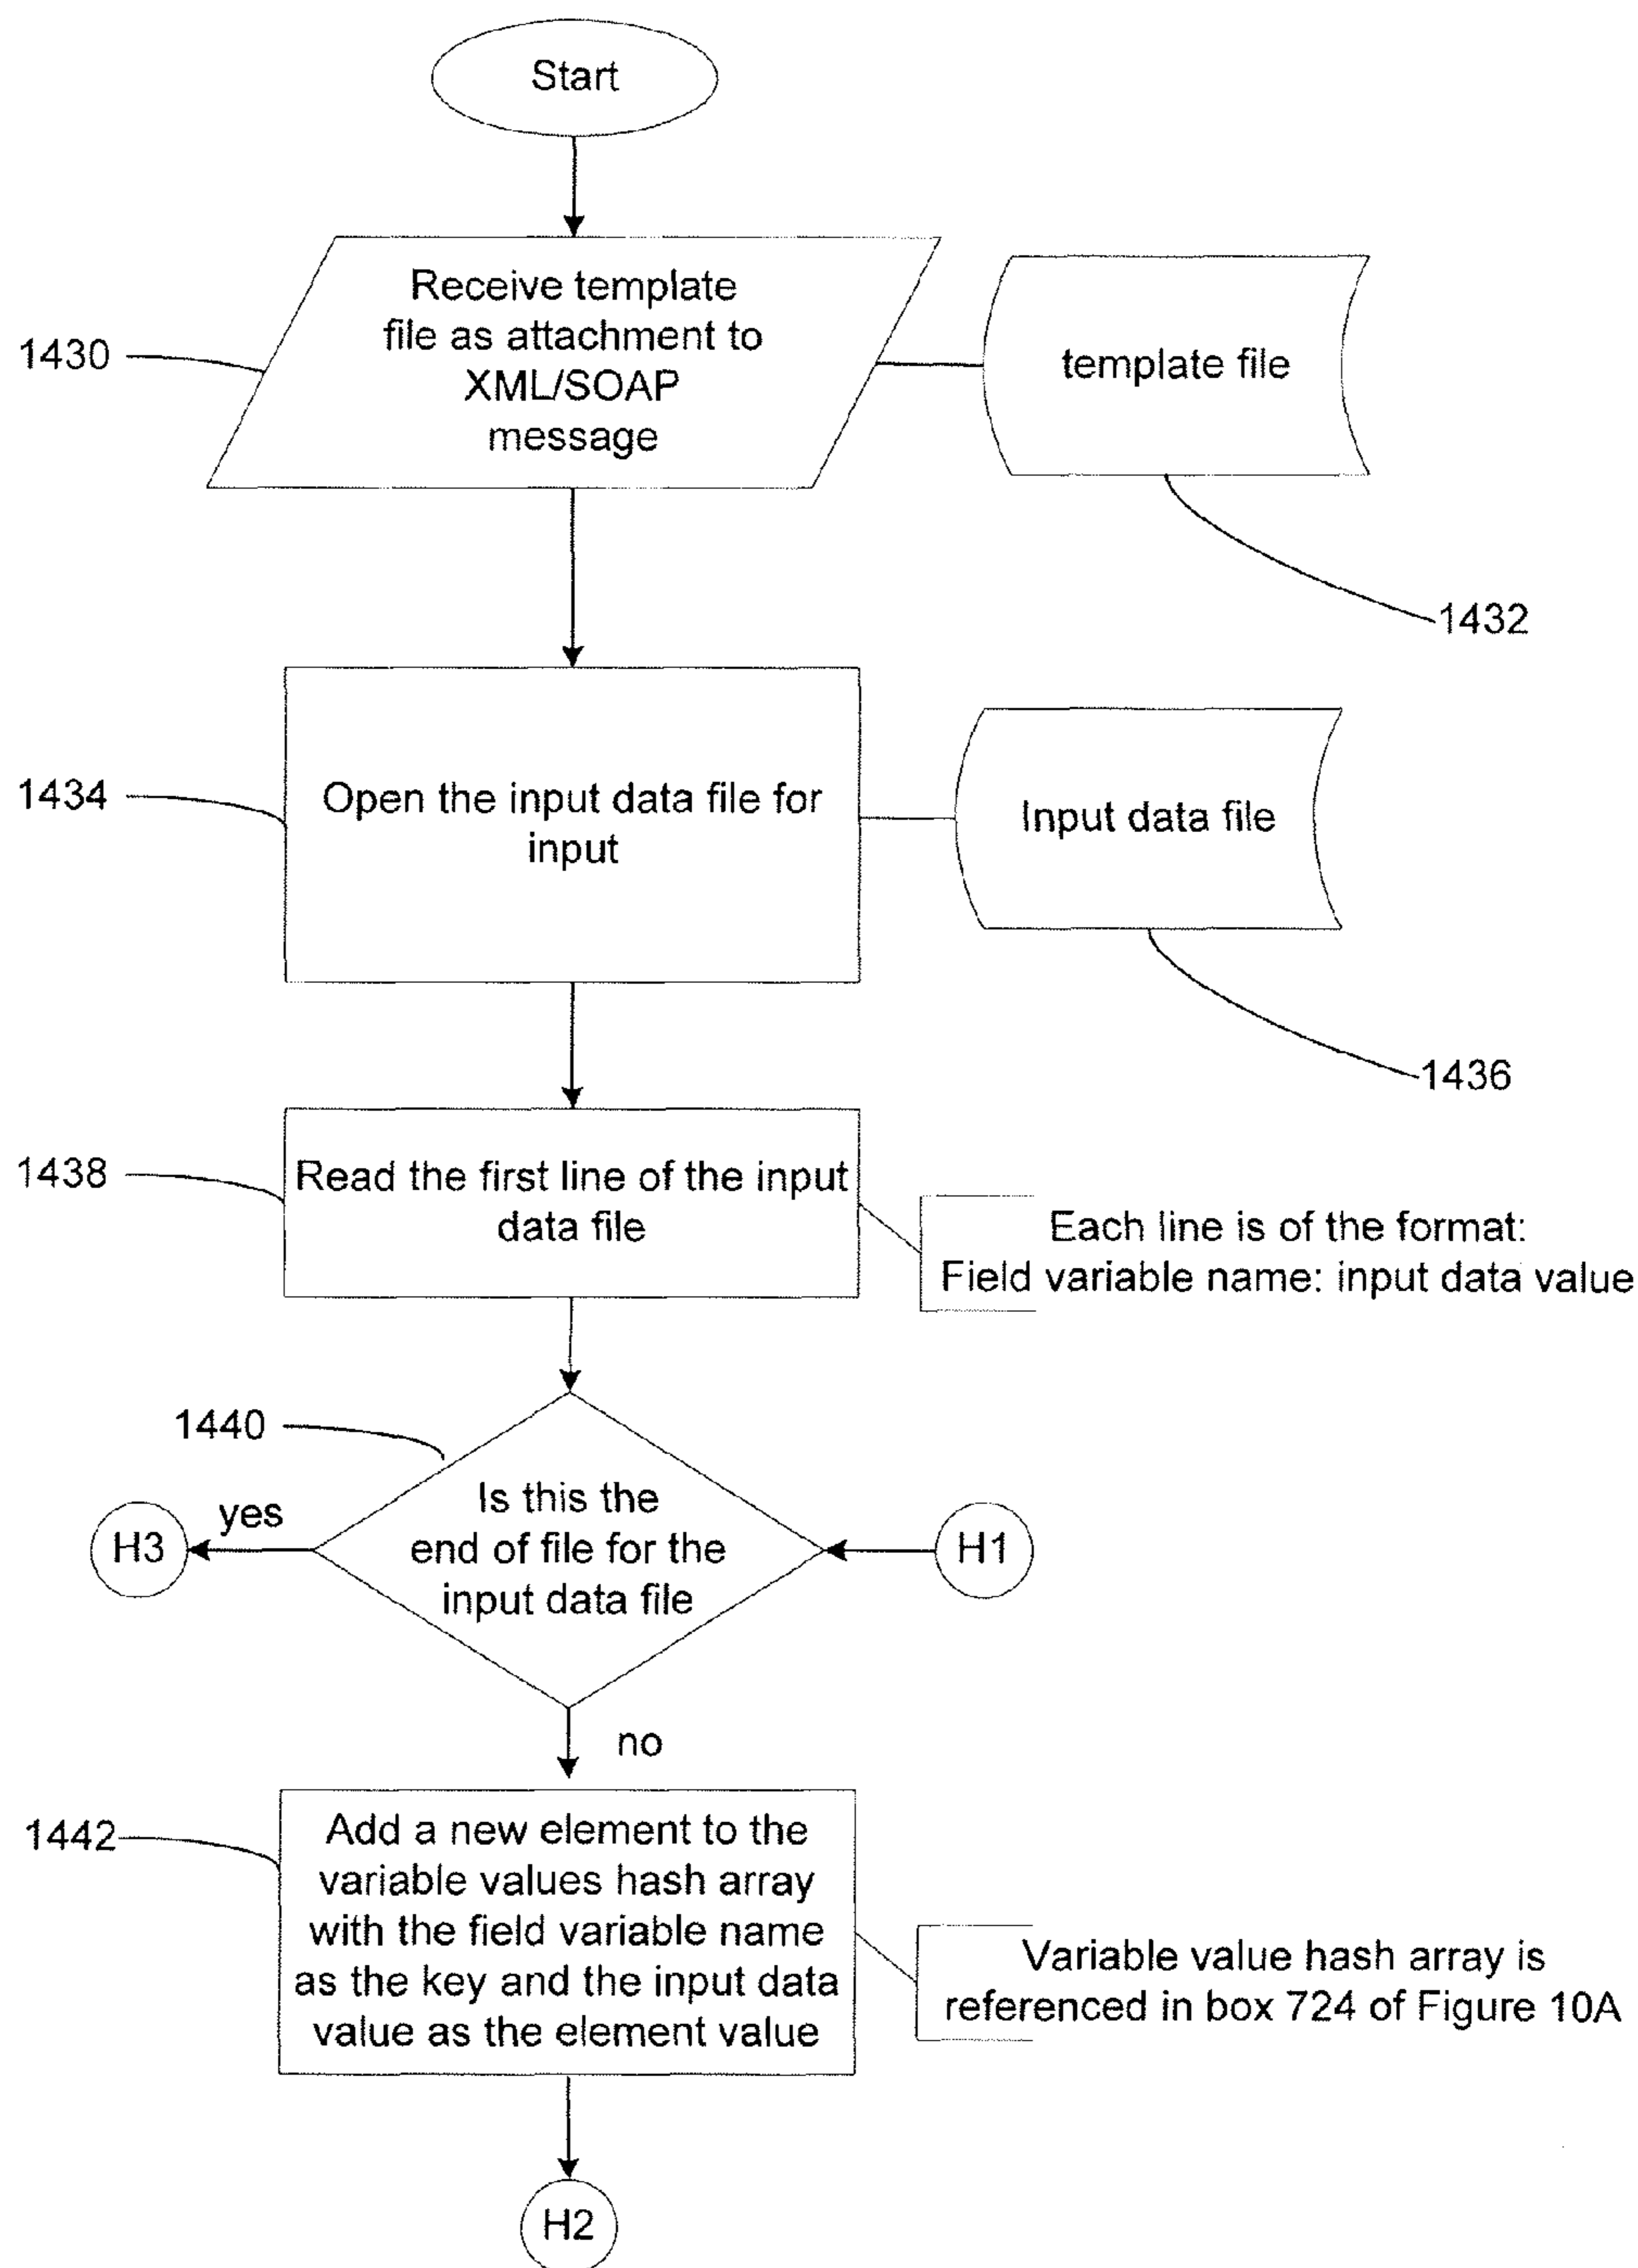 Start
Receive template
file as attachment to
XML/SOAP
message
1430
template file
1432
Open the input data file for
input
1434
Input data file
1436
Read the first line of the input
data file
1438
Each line is of the format:
Field variable name: input data value
1440
Is this the
end of file for the
input data file
yes
H3
H1
no
1442
Add a new element to the
variable values hash array
with the field variable name
as the key and the input data
value as the element value
Variable value hash array is
referenced in box 724 of Figure 10A
H2